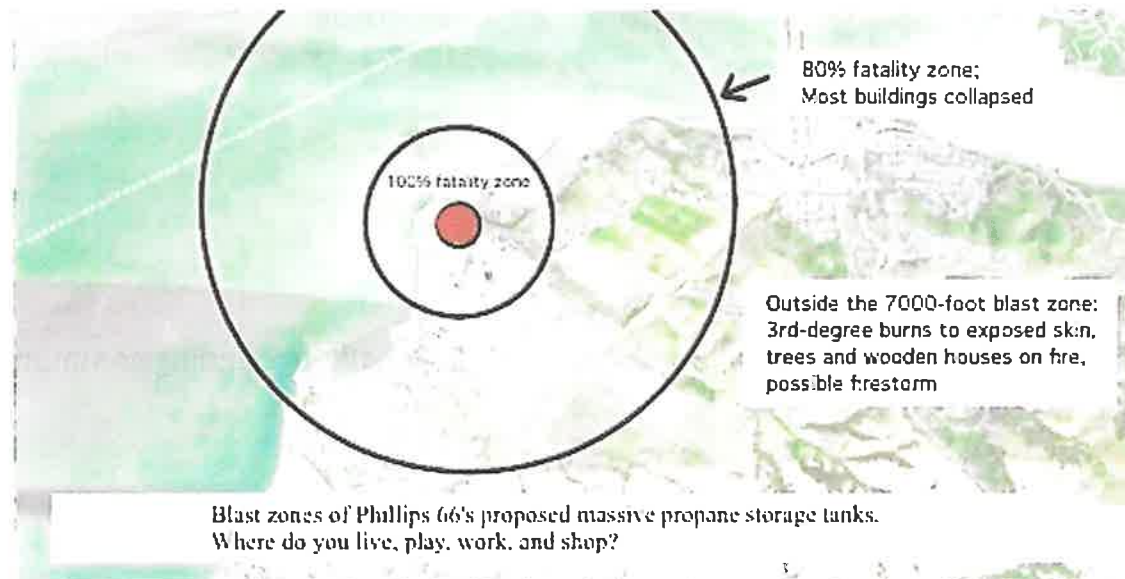 80% fatality zone;
Most buildings collapsed
100% fatality zone
Outside the 7000-foot blast zone:
3rd-degree burns to exposed skin,
trees and wooden houses on fire,
possible firestorm
Blast zones of Phillips 66's proposed massive propane storage tanks.
Where do you live, play, work, and shop?